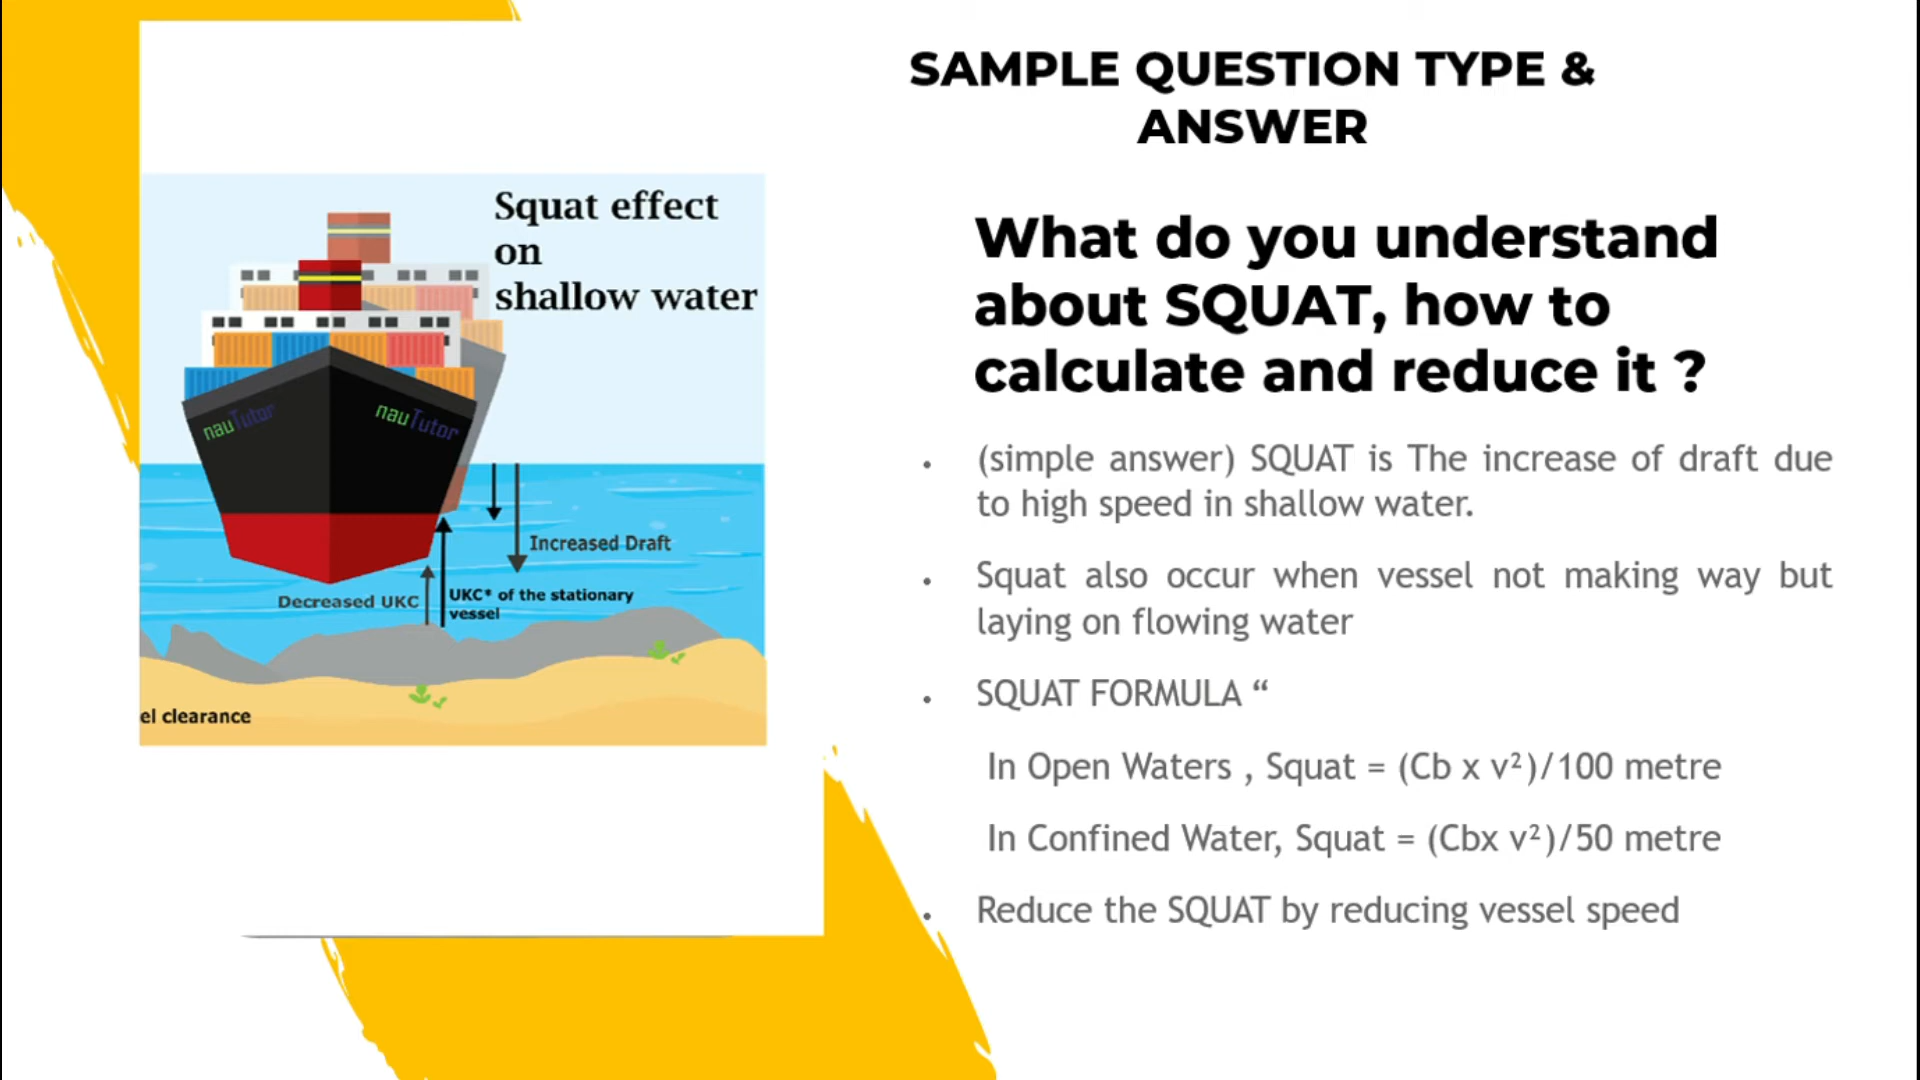 SAMPLE QUESTION TYPE &
ANSWER
Squat effect
on
shallow water
nauTutor
nauTutor
Increased Draft
Decreased UKC
UKC* of the stationary
vessel
el clearance
What do you understand
about SQUAT, how to
calculate and reduce it ?
(simple answer) SQUAT is The increase of draft due
to high speed in shallow water.
Squat also occur when vessel not making way but
laying on flowing water
SQUAT FORMULA “
In Open Waters , Squat = (Cb x v²)/100 metre
In Confined Water, Squat = (Cbx v²)/50 metre
Reduce the SQUAT by reducing vessel speed